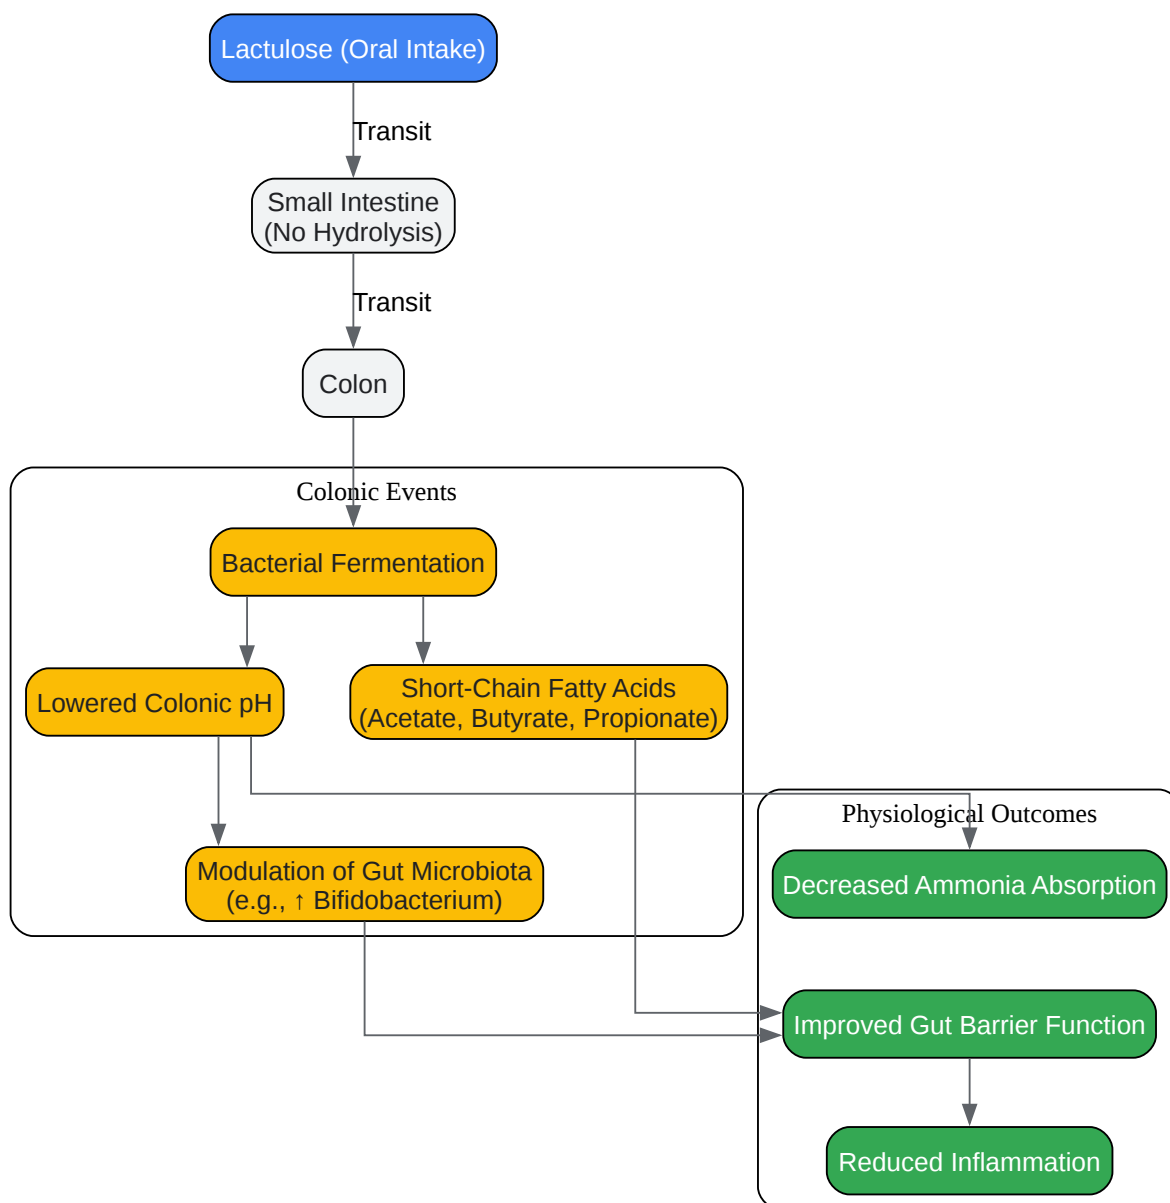 Lactulose (Oral Intake)
Transit
Small Intestine
(No Hydrolysis)
Transit
Colon
Colonic Events
Bacterial Fermentation
Lowered Colonic pH
Short-Chain Fatty Acids
(Acetate, Butyrate, Propionate)
Modulation of Gut Microbiota
(e.g., ↑ Bifidobacterium)
Physiological Outcomes
Decreased Ammonia Absorption
Improved Gut Barrier Function
Reduced Inflammation